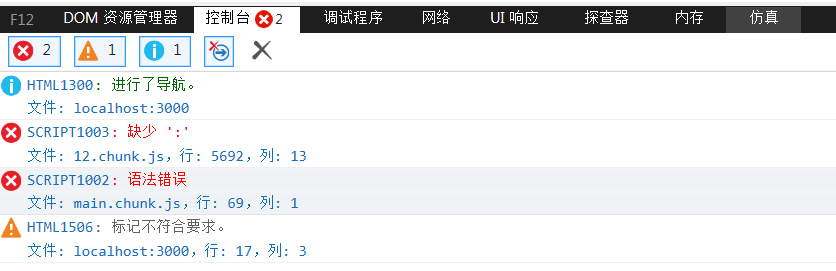 F12 DOM 资源管理器 控制台 2 调试程序 网络 UI 响应 探查器 内存 仿真
2 1 1
HTML1300: 进行了导航。
文件: localhost:3000
SCRIPT1003: 缺少 ':'
文件: 12.chunk.js，行: 5692，列: 13
SCRIPT1002: 语法错误
文件: main.chunk.js，行: 69，列: 1
HTML1506: 标记不符合要求。
文件: localhost:3000，行: 17，列: 3